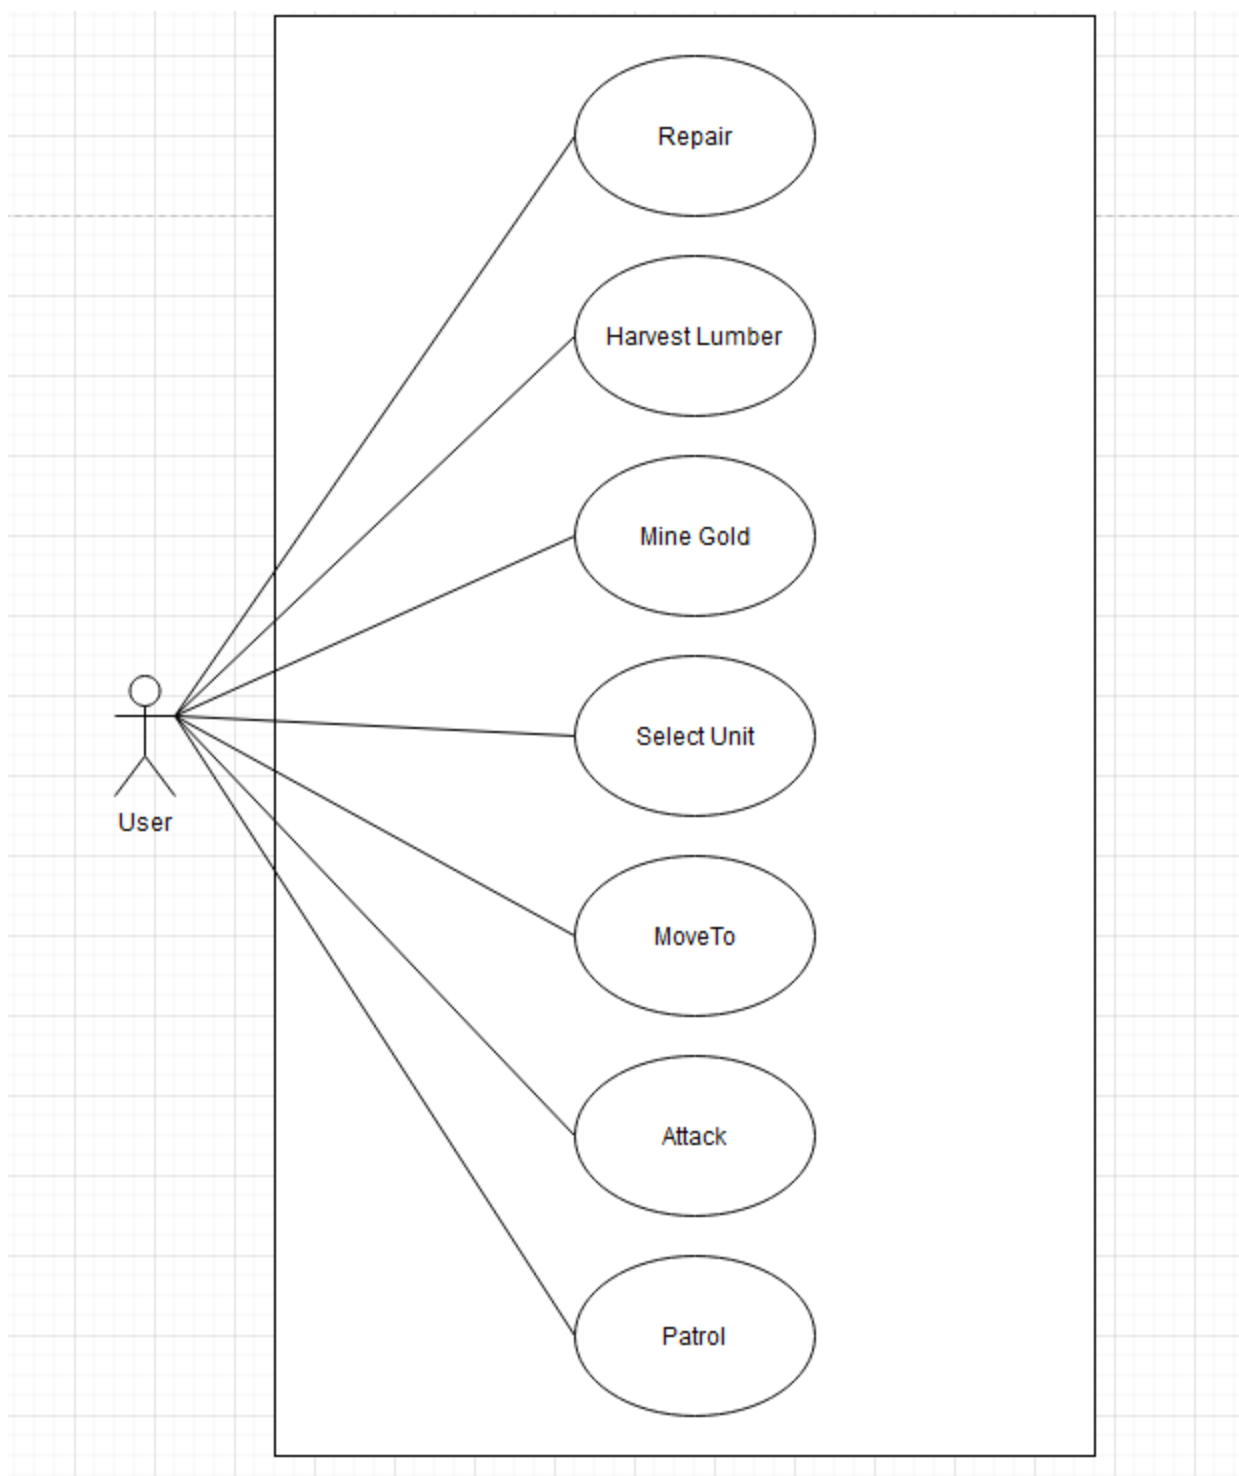 Repair
Harvest Lumber
Mine Gold
Select Unit
User
MoveTo
Attack
Patrol